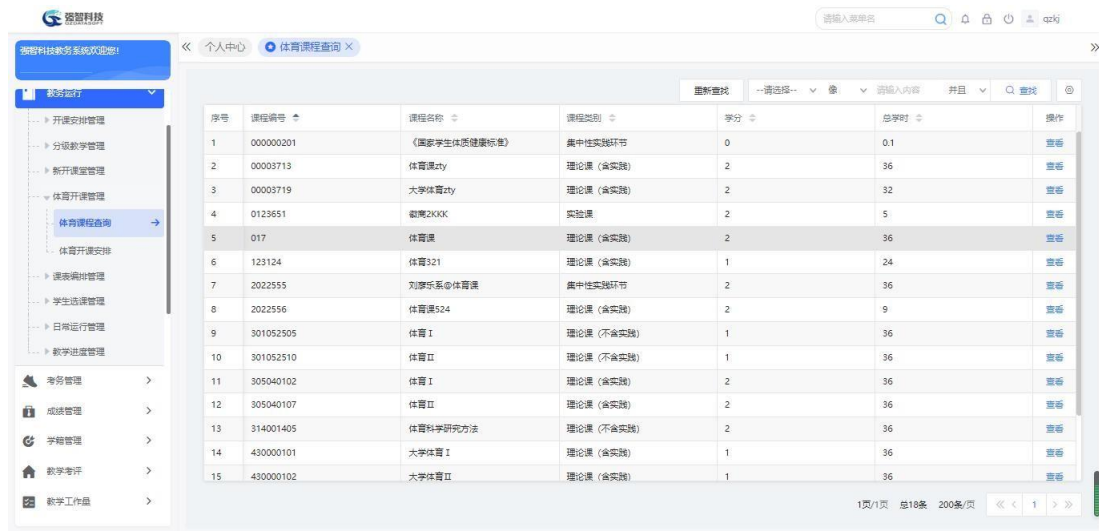 强智科技
QZDATASOFT
请输入菜单名
qzkj
强智科技教务系统欢迎您!
个人中心
体育课程查询
教务运行
开课安排管理
分级教学管理
新开课堂管理
体育开课管理
体育课程查询
体育开课安排
课表编排管理
学生选课管理
日常运行管理
教学进度管理
考务管理
成绩管理
学籍管理
教学考评
教学工作量
重新查找 --请选择-- 像 请输入内容 并且 查找
序号 课程编号 课程名称 课程类别 学分 总学时 操作
1 000000201 《国家学生体质健康标准》 集中性实践环节 0 0.1 查看
2 00003713 体育课zty 理论课（含实践） 2 36 查看
3 00003719 大学体育zty 理论课（含实践） 2 32 查看
4 0123651 2KKK 实验课 2 5 查看
5 017 体育课 理论课（含实践） 2 36 查看
6 123124 体育321 理论课（含实践） 1 24 查看
7 2022555 刘彦乐系@体育课 集中性实践环节 2 36 查看
8 2022556 体育课524 理论课（含实践） 2 9 查看
9 301052505 体育Ⅰ 理论课（不含实践） 1 36 查看
10 301052510 体育Ⅱ 理论课（不含实践） 1 36 查看
11 305040102 体育Ⅰ 理论课（含实践） 2 36 查看
12 305040107 体育Ⅱ 理论课（含实践） 2 36 查看
13 314001405 体育科学研究方法 理论课（不含实践） 2 36 查看
14 430000101 大学体育Ⅰ 理论课（含实践） 1 36 查看
15 430000102 大学体育Ⅱ 理论课（含实践） 1 36 查看
1页/1页 总18条 200条/页 1